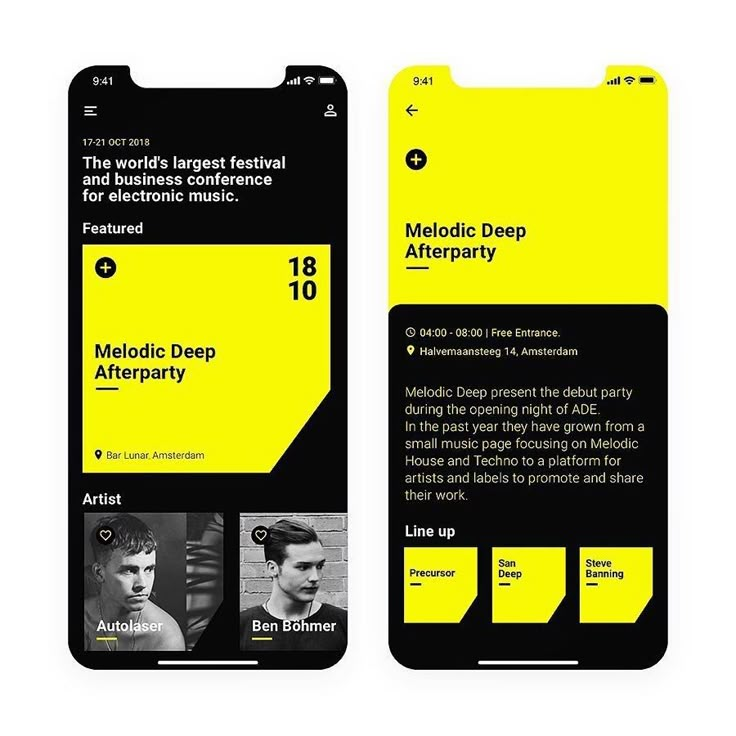 9:41
17-21 OCT 2018
The world's largest festival
and business conference
for electronic music.
Featured
18
10
Melodic Deep
Afterparty
Bar Lunar, Amsterdam
Artist
Autolaser
Ben Böhmer
9:41
Melodic Deep
Afterparty
04:00 - 08:00 | Free Entrance.
Halvemaansteeg 14, Amsterdam
Melodic Deep present the debut party
during the opening night of ADE.
In the past year they have grown from a
small music page focusing on Melodic
House and Techno to a platform for
artists and labels to promote and share
their work.
Line up
Precursor
San
Deep
Steve
Banning